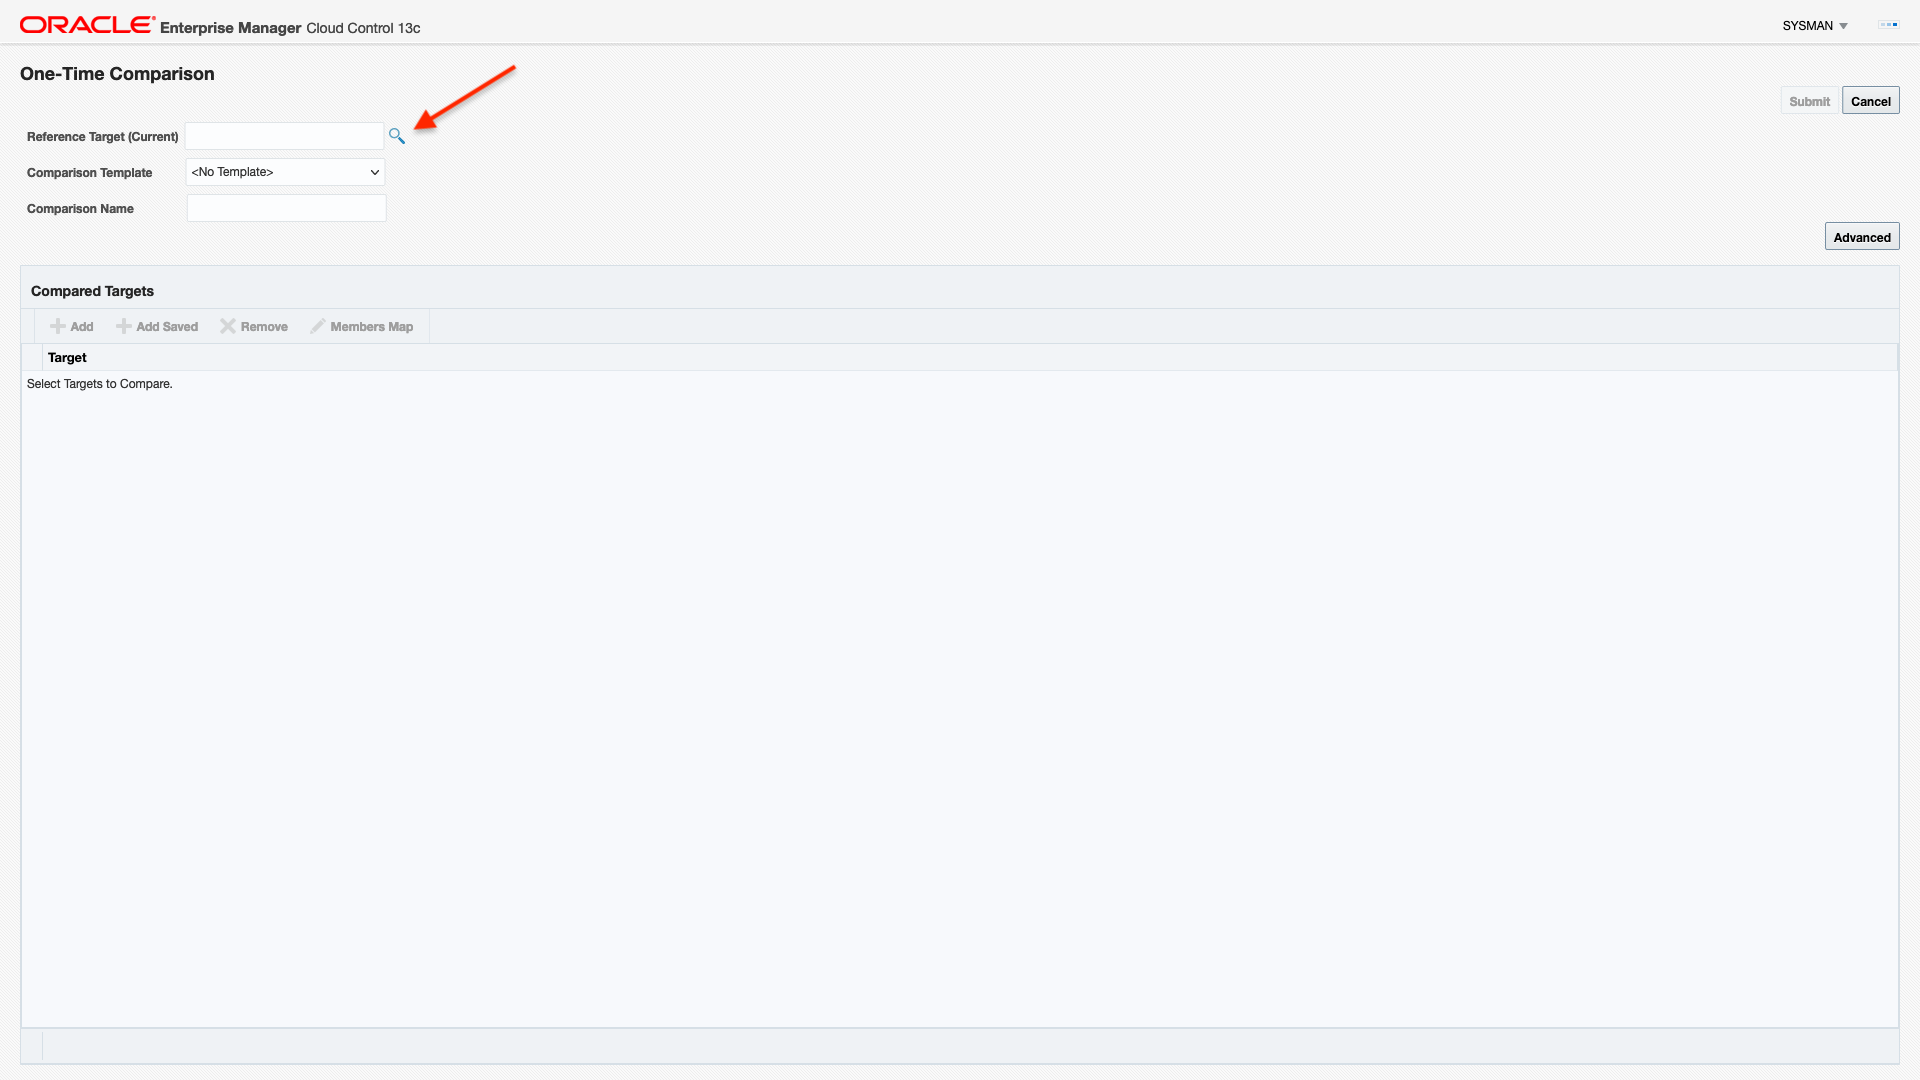 ORACLE Enterprise Manager Cloud Control 13c
SYSMAN
One-Time Comparison
Submit Cancel
Reference Target (Current)
Comparison Template <No Template>
Comparison Name
Advanced
Compared Targets
Add Add Saved Remove Members Map
Target
Select Targets to Compare.